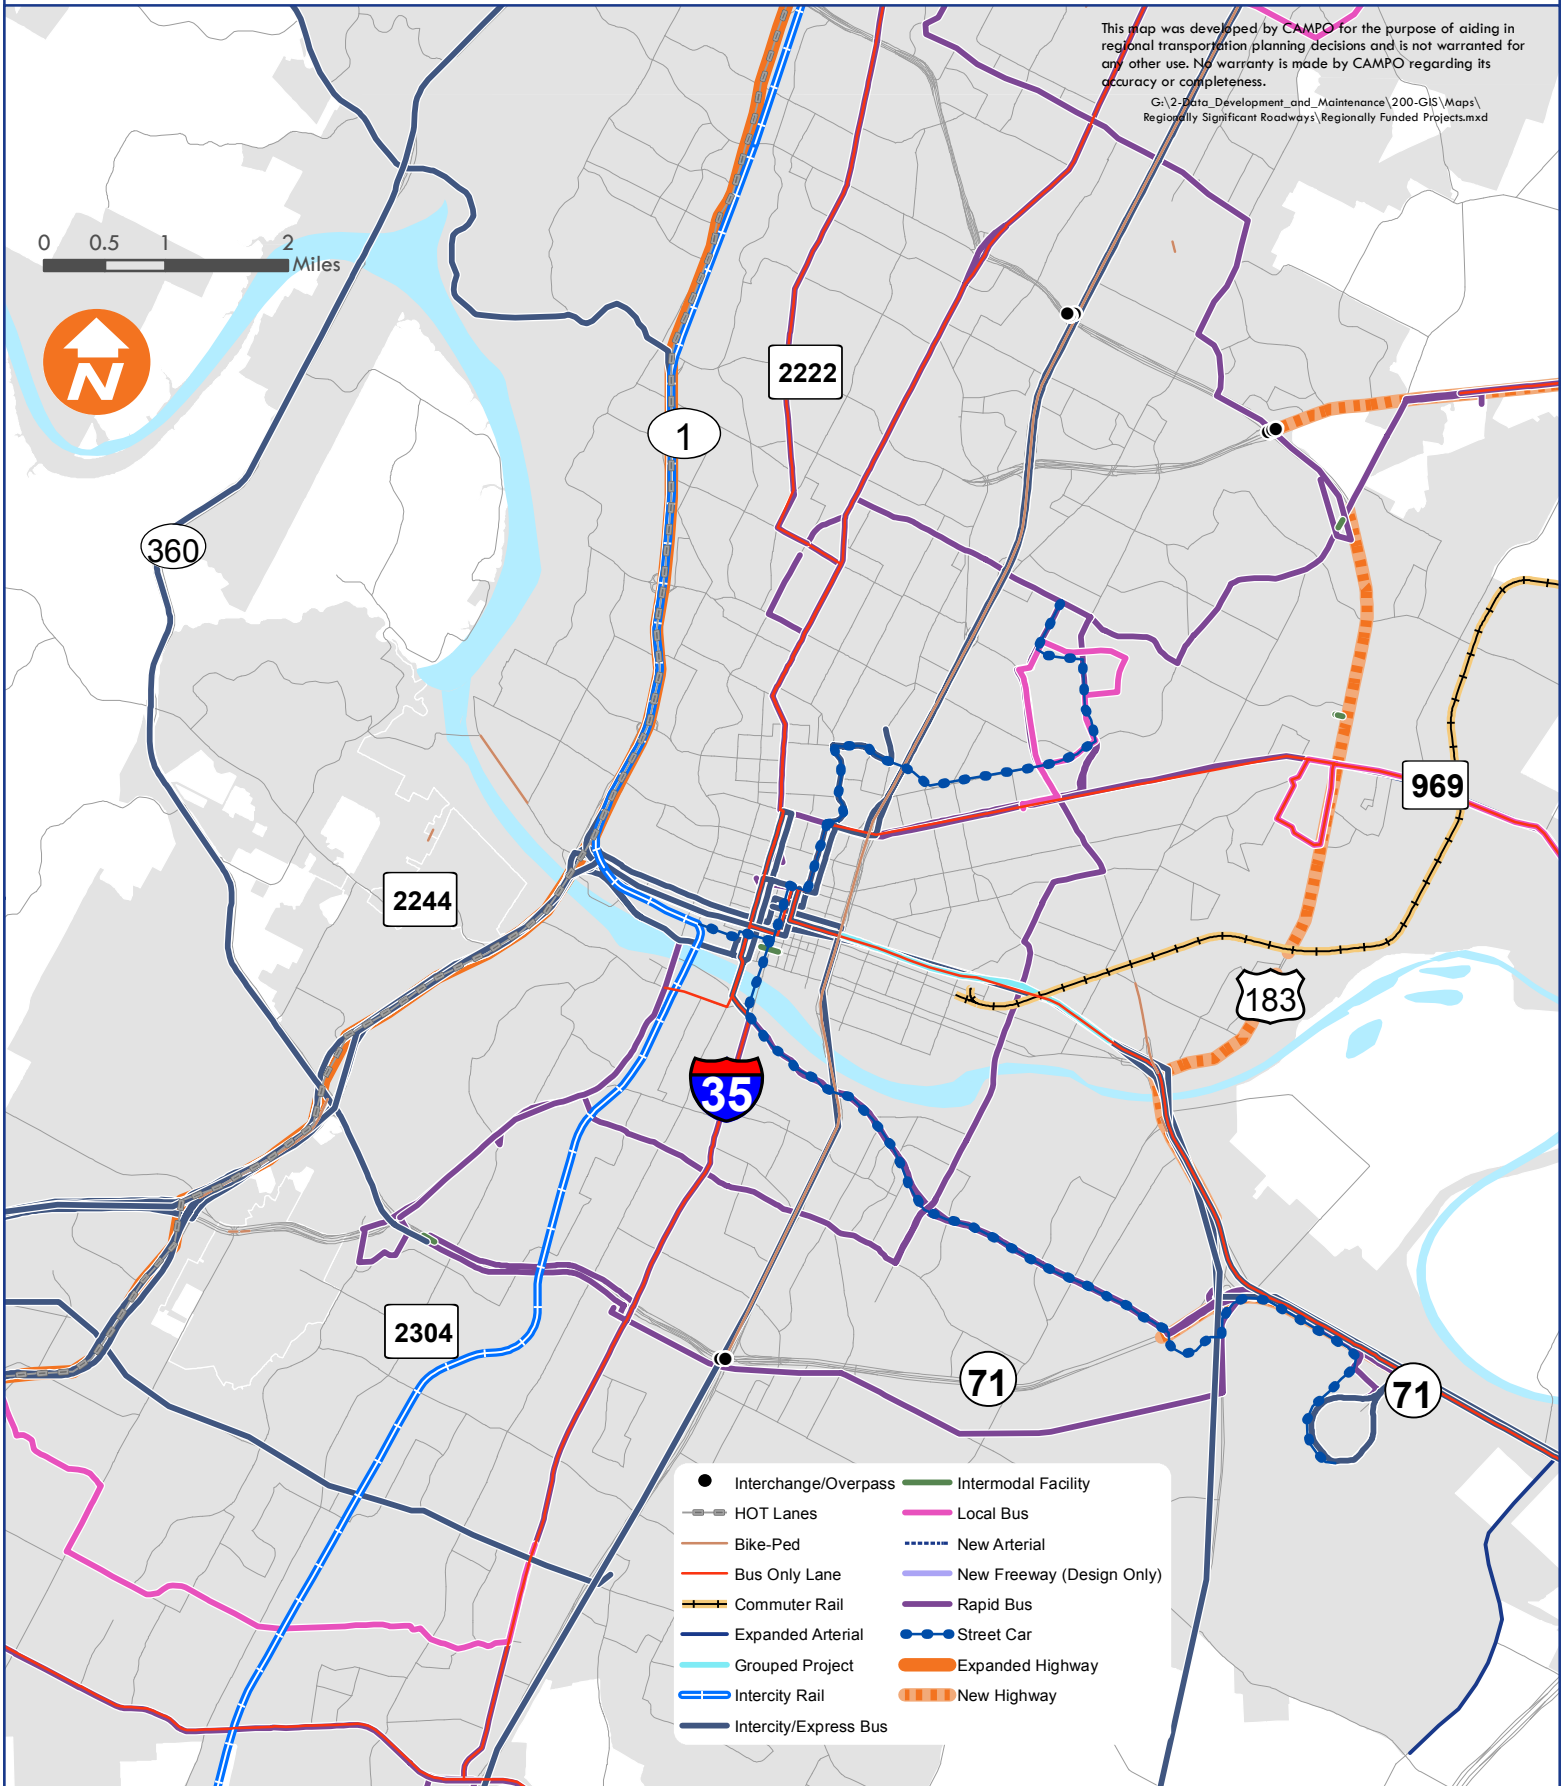 This map was developed by CAMPO for the purpose of aiding in
regional transportation planning decisions and is not warranted for
any other use. No warranty is made by CAMPO regarding its
accuracy or completeness.
G:\2-Data_Development_and_Maintenance\200-GIS\Maps\
Regionally Significant Roadways\Regionally Funded Projects.mxd
0 0.5 1 2
Miles
N
2222
1
360
969
2244
183
35
2304
71
71
Interchange/Overpass
HOT Lanes
Bike-Ped
Bus Only Lane
Commuter Rail
Expanded Arterial
Grouped Project
Intercity Rail
Intercity/Express Bus
Intermodal Facility
Local Bus
New Arterial
New Freeway (Design Only)
Rapid Bus
Street Car
Expanded Highway
New Highway